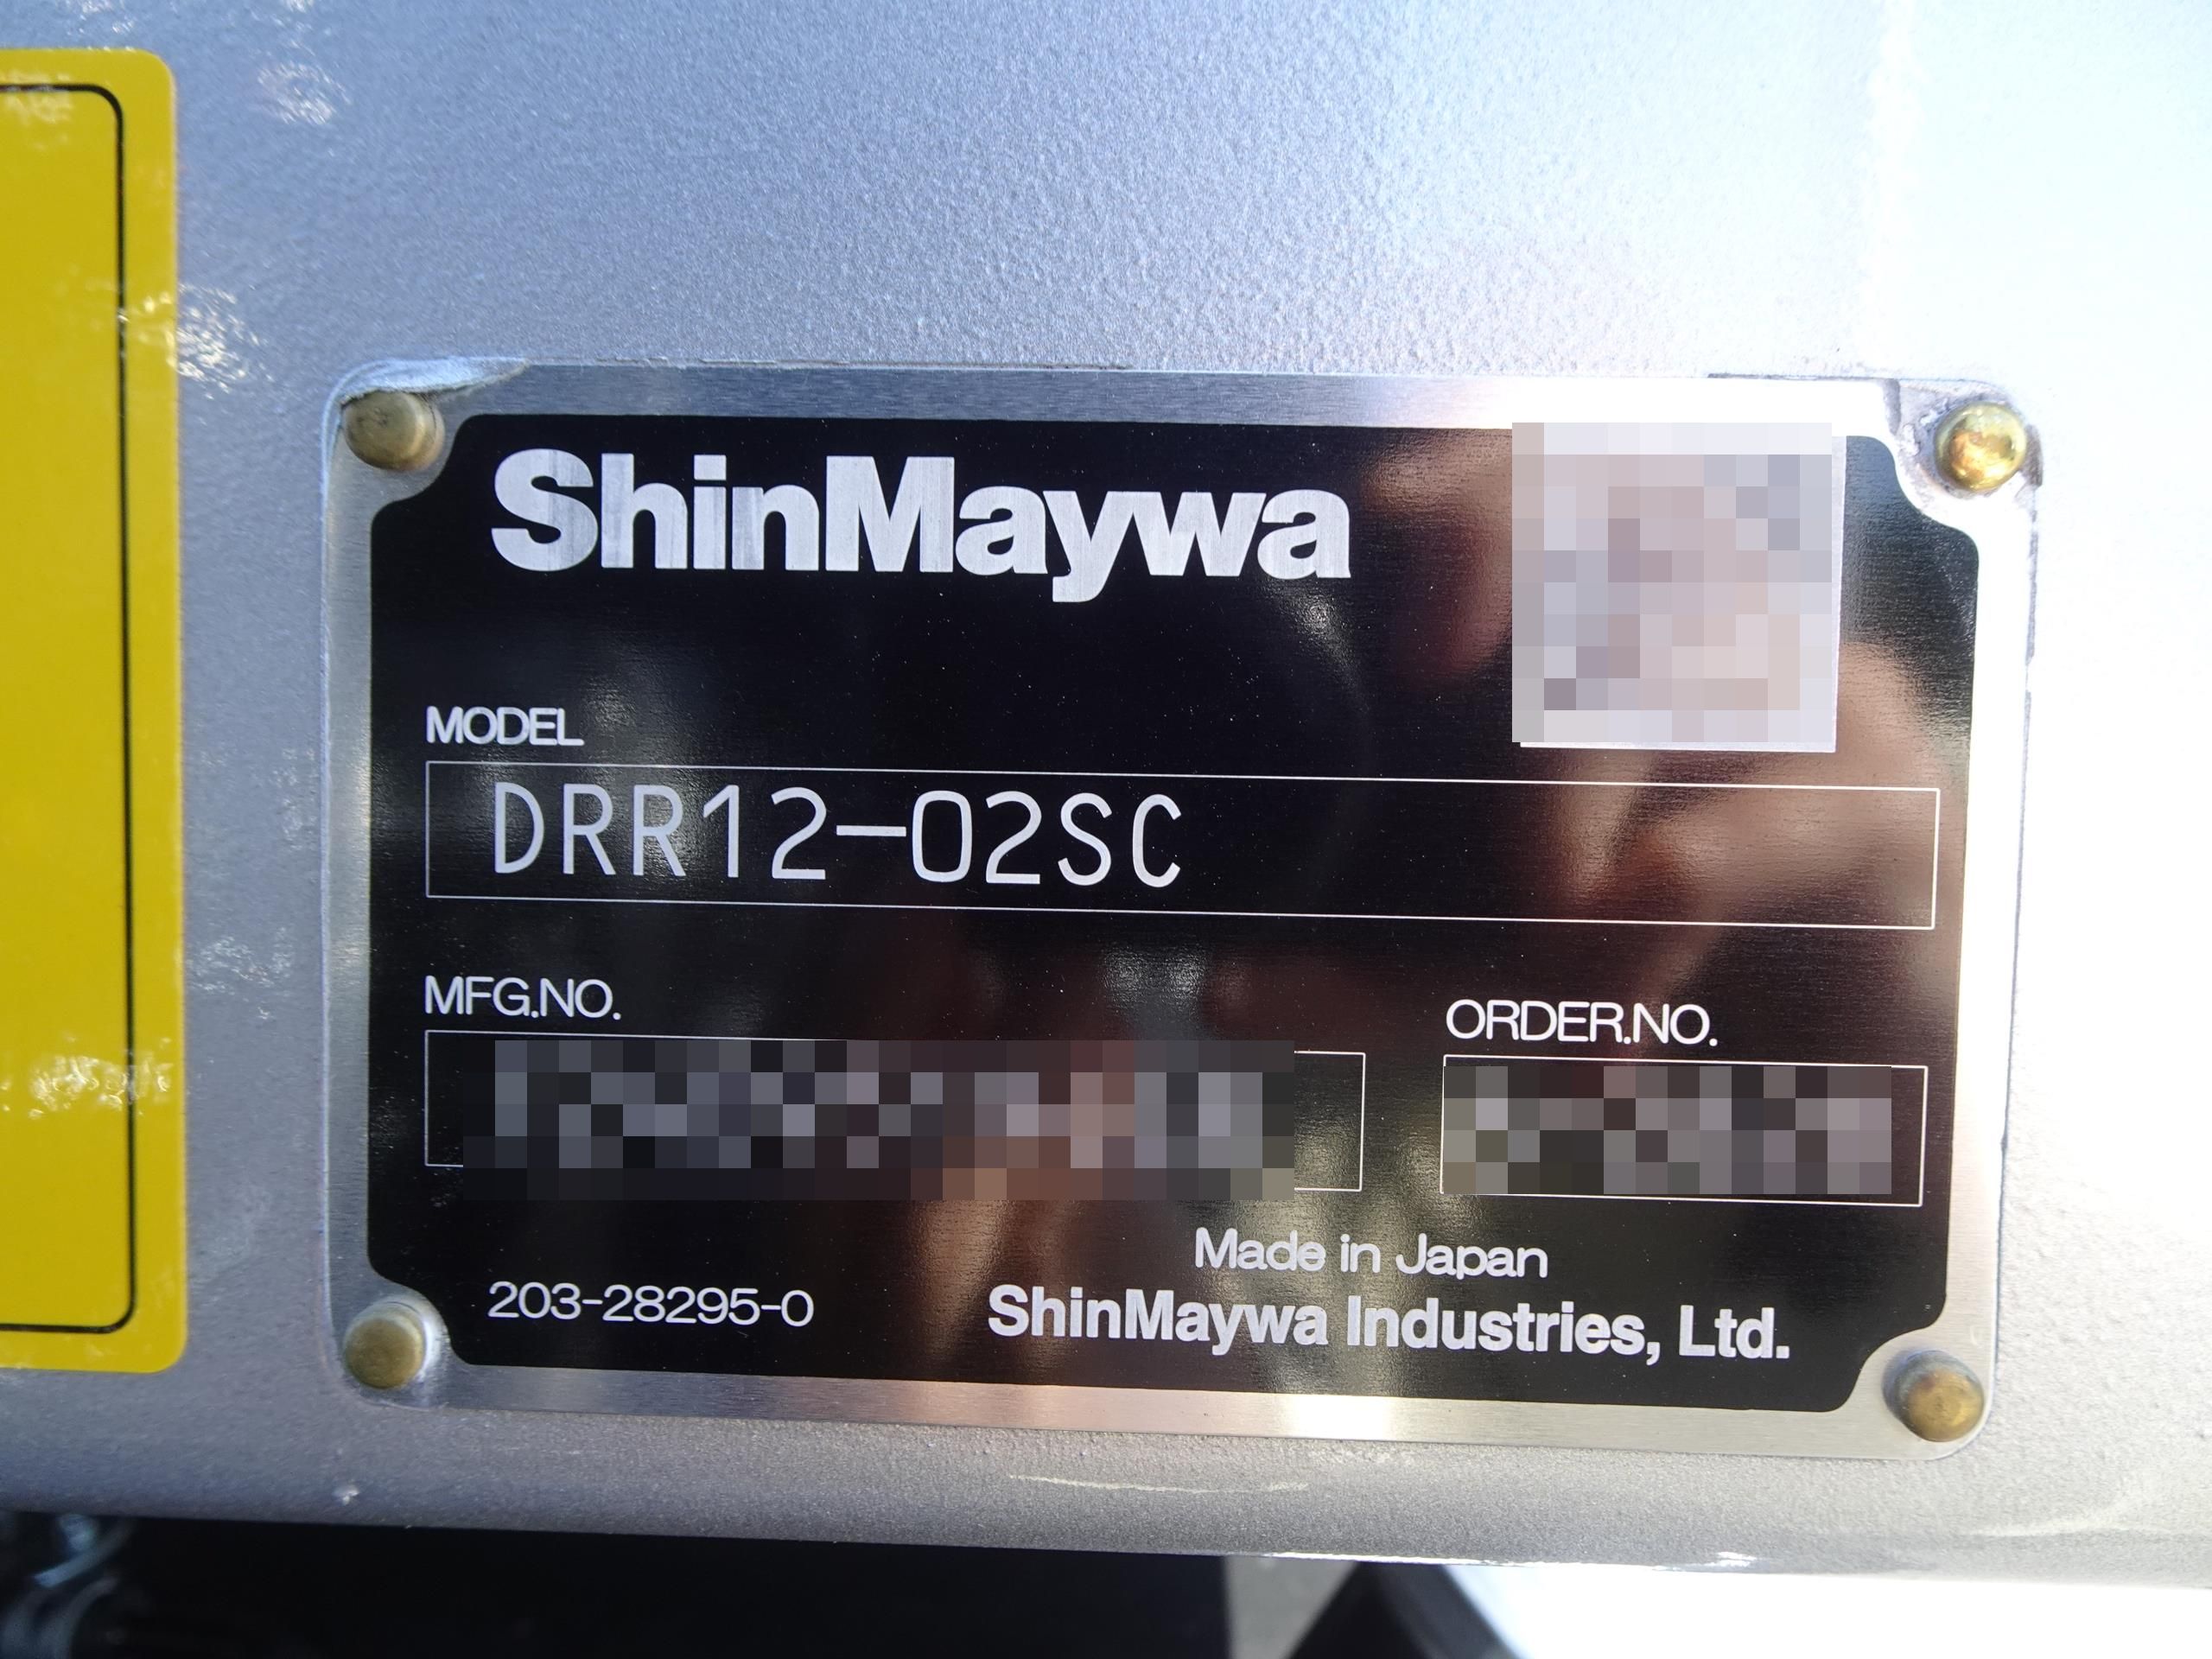 ShinMaywa
MODEL
DRR12-02SC
MFG.NO.
ORDER.NO.
Made in Japan
203-28295-0
ShinMaywa Industries, Ltd.